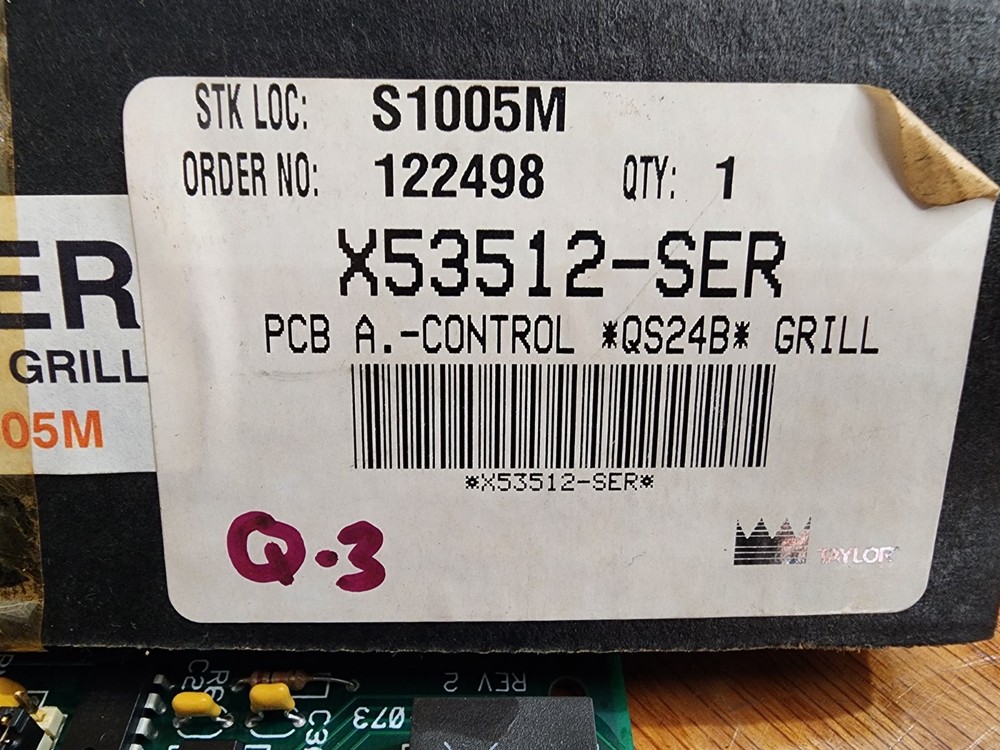 STK LOC: S1005M
ORDER NO: 122498 QTY: 1
X53512-SER
PCB A.-CONTROL *QS24B* GRILL
*X53512-SER*
Q.3
TAYLOR
ER
GRILL
05M
REV 2
073